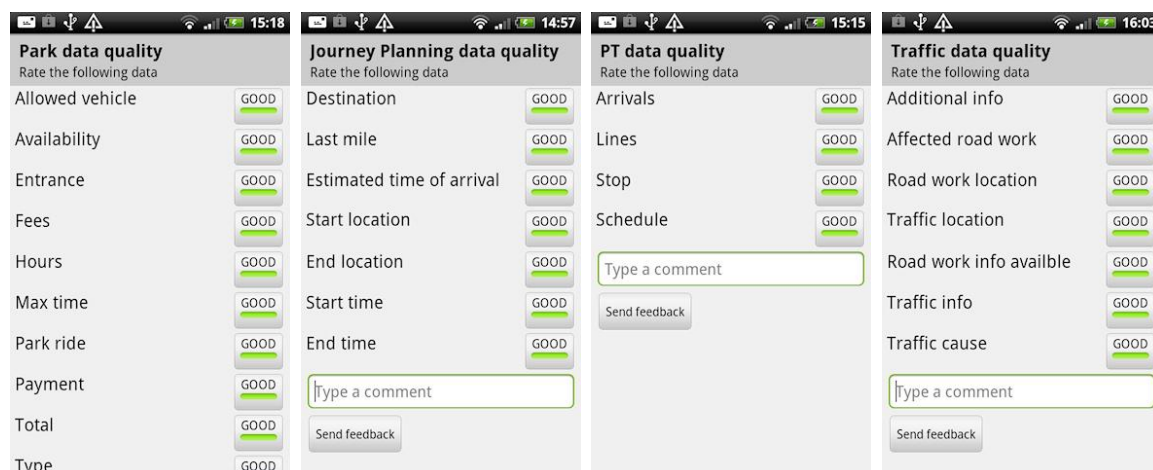 15:18
Park data quality
Rate the following data
Allowed vehicle GOOD
Availability GOOD
Entrance GOOD
Fees GOOD
Hours GOOD
Max time GOOD
Park ride GOOD
Payment GOOD
Total GOOD
Type GOOD
14:57
Journey Planning data quality
Rate the following data
Destination GOOD
Last mile GOOD
Estimated time of arrival GOOD
Start location GOOD
End location GOOD
Start time GOOD
End time GOOD
Type a comment
Send feedback
15:15
PT data quality
Rate the following data
Arrivals GOOD
Lines GOOD
Stop GOOD
Schedule GOOD
Type a comment
Send feedback
16:03
Traffic data quality
Rate the following data
Additional info GOOD
Affected road work GOOD
Road work location GOOD
Traffic location GOOD
Road work info availble GOOD
Traffic info GOOD
Traffic cause GOOD
Type a comment
Send feedback